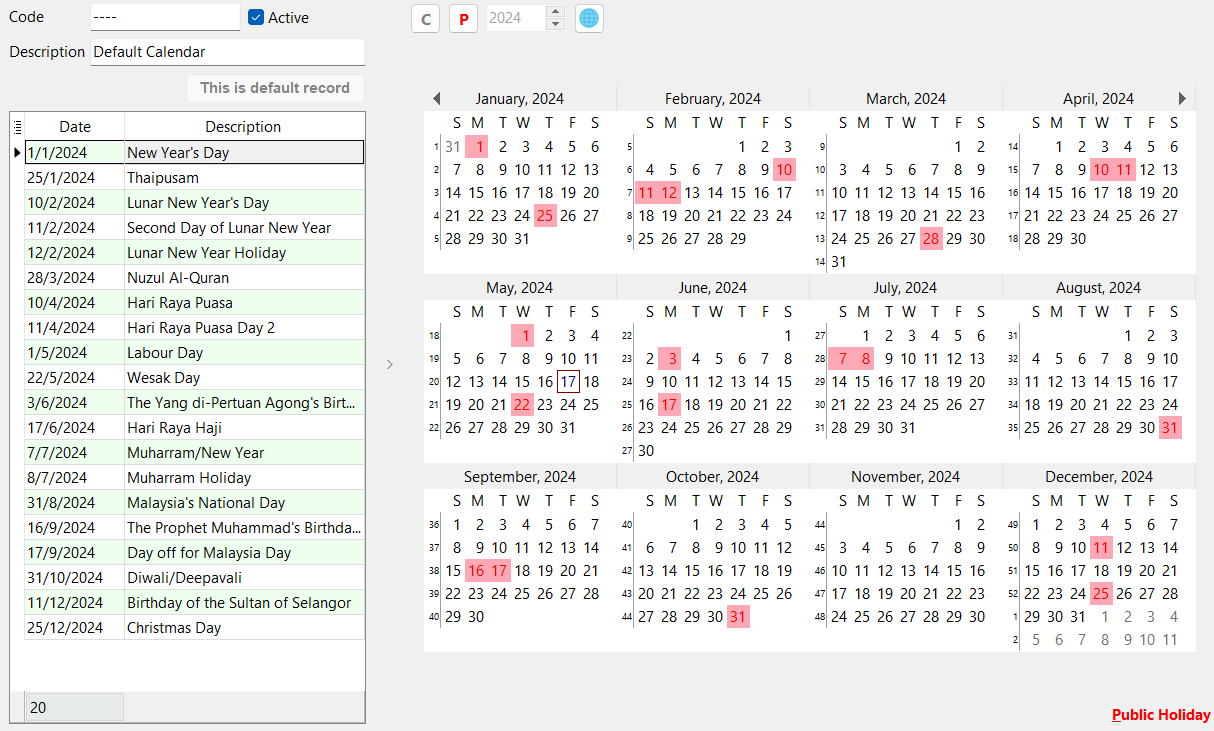 Code ---- Active
Description Default Calendar
This is default record
Date Description
1/1/2024 New Year's Day
25/1/2024 Thaipusam
10/2/2024 Lunar New Year's Day
11/2/2024 Second Day of Lunar New Year
12/2/2024 Lunar New Year Holiday
28/3/2024 Nuzul Al-Quran
10/4/2024 Hari Raya Puasa
11/4/2024 Hari Raya Puasa Day 2
1/5/2024 Labour Day
22/5/2024 Wesak Day
3/6/2024 The Yang di-Pertuan Agong's Birt...
17/6/2024 Hari Raya Haji
7/7/2024 Muharram/New Year
8/7/2024 Muharram Holiday
31/8/2024 Malaysia's National Day
16/9/2024 The Prophet Muhammad's Birthda...
17/9/2024 Day off for Malaysia Day
31/10/2024 Diwali/Deepavali
11/12/2024 Birthday of the Sultan of Selangor
25/12/2024 Christmas Day
20
C P 2024
January, 2024 February, 2024 March, 2024 April, 2024
S M T W T F S S M T W T F S S M T W T F S S M T W T F S
1 31 1 2 3 4 5 6 5 1 2 3 9 1 2 14 1 2 3 4 5 6
2 7 8 9 10 11 12 13 6 4 5 6 7 8 9 10 10 3 4 5 6 7 8 9 15 7 8 9 10 11 12 13
3 14 15 16 17 18 19 20 7 11 12 13 14 15 16 17 11 10 11 12 13 14 15 16 16 14 15 16 17 18 19 20
4 21 22 23 24 25 26 27 8 18 19 20 21 22 23 24 12 17 18 19 20 21 22 23 17 21 22 23 24 25 26 27
5 28 29 30 31 9 25 26 27 28 29 13 24 25 26 27 28 29 30 18 28 29 30
14 31
May, 2024 June, 2024 July, 2024 August, 2024
S M T W T F S S M T W T F S S M T W T F S S M T W T F S
18 1 2 3 4 22 1 27 1 2 3 4 5 6 31 1 2 3
19 5 6 7 8 9 10 11 23 2 3 4 5 6 7 8 28 7 8 9 10 11 12 13 32 4 5 6 7 8 9 10
20 12 13 14 15 16 17 18 24 9 10 11 12 13 14 15 29 14 15 16 17 18 19 20 33 11 12 13 14 15 16 17
21 19 20 21 22 23 24 25 25 16 17 18 19 20 21 22 30 21 22 23 24 25 26 27 34 18 19 20 21 22 23 24
22 26 27 28 29 30 31 26 23 24 25 26 27 28 29 31 28 29 30 31 35 25 26 27 28 29 30 31
27 30
September, 2024 October, 2024 November, 2024 December, 2024
S M T W T F S S M T W T F S S M T W T F S S M T W T F S
36 1 2 3 4 5 6 7 40 1 2 3 4 5 44 1 2 49 1 2 3 4 5 6 7
37 8 9 10 11 12 13 14 41 6 7 8 9 10 11 12 45 3 4 5 6 7 8 9 50 8 9 10 11 12 13 14
38 15 16 17 18 19 20 21 42 13 14 15 16 17 18 19 46 10 11 12 13 14 15 16 51 15 16 17 18 19 20 21
39 22 23 24 25 26 27 28 43 20 21 22 23 24 25 26 47 17 18 19 20 21 22 23 52 22 23 24 25 26 27 28
40 29 30 44 27 28 29 30 31 48 24 25 26 27 28 29 30 1 29 30 31 1 2 3 4
2 5 6 7 8 9 10 11
Public Holiday